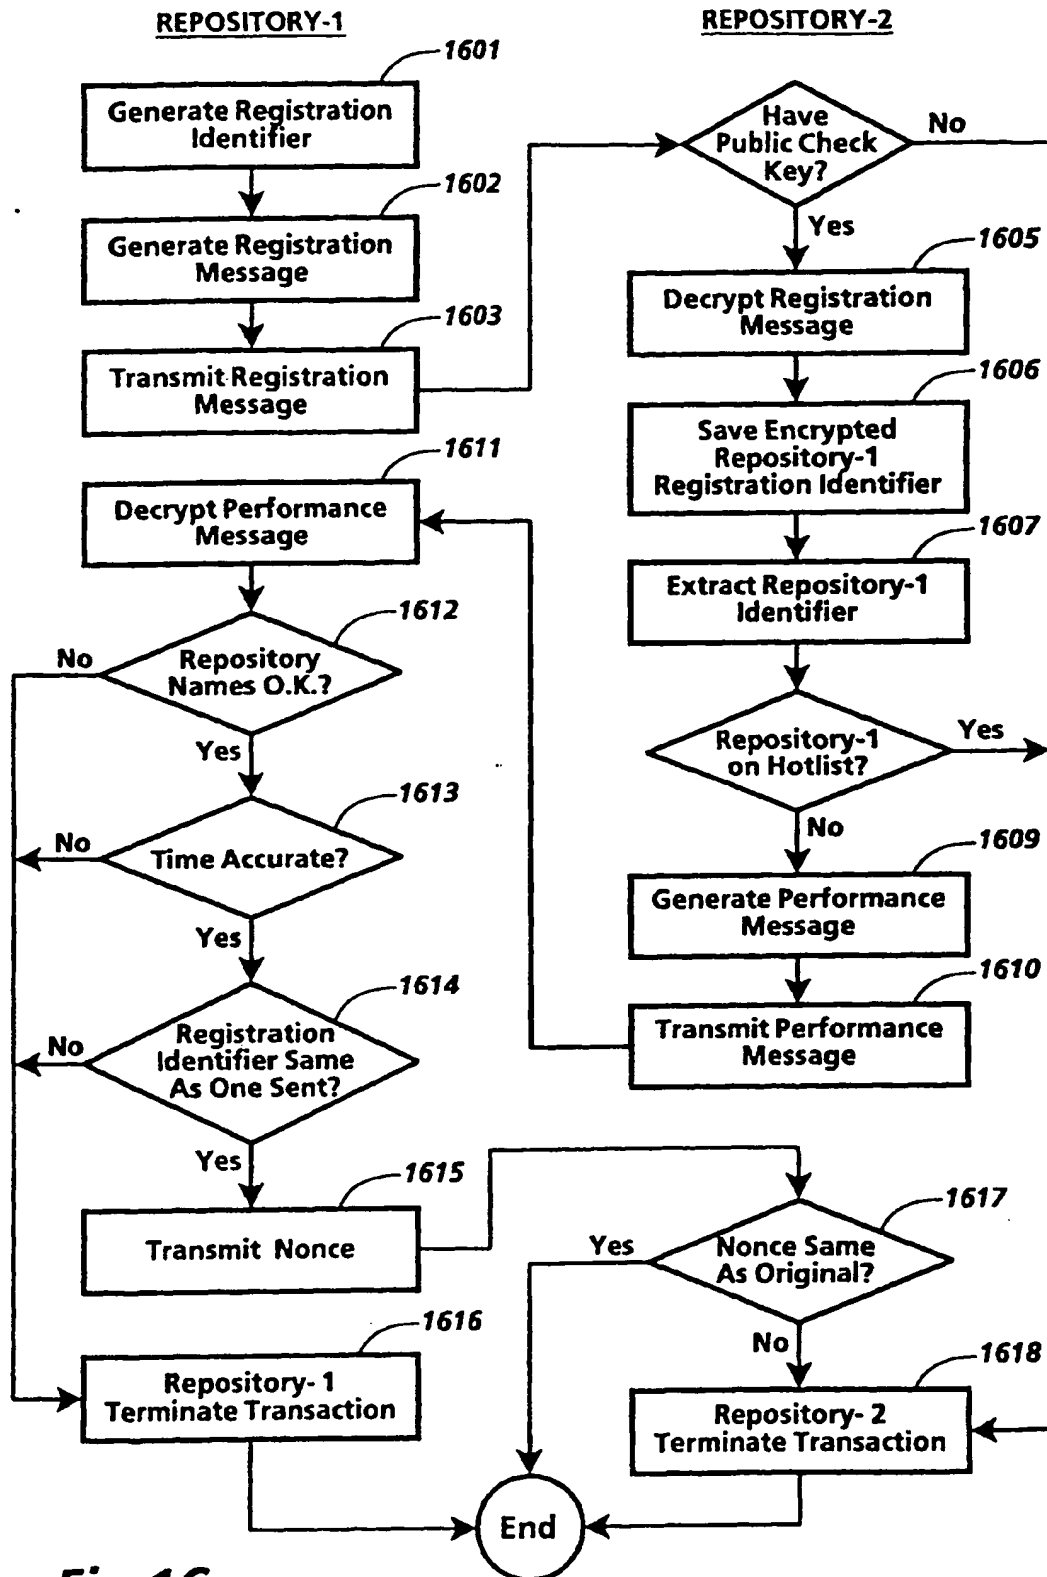 REPOSITORY-1
1601
Generate Registration
Identifier
1602
Generate Registration
Message
1603
Transmit Registration
Message
1611
Decrypt Performance
Message
1612
Repository
Names O.K.?
No
Yes
1613
Time Accurate?
No
Yes
1614
Registration
Identifier Same
As One Sent?
No
Yes
1615
Transmit Nonce
1616
Repository- 1
Terminate Transaction
REPOSITORY-2
Have
Public Check
Key?
No
Yes
1605
Decrypt Registration
Message
1606
Save Encrypted
Repository-1
Registration Identifier
1607
Extract Repository-1
Identifier
Repository-1
on Hotlist?
Yes
No
1609
Generate Performance
Message
1610
Transmit Performance
Message
1617
Nonce Same
As Original?
Yes
No
1618
Repository- 2
Terminate Transaction
End